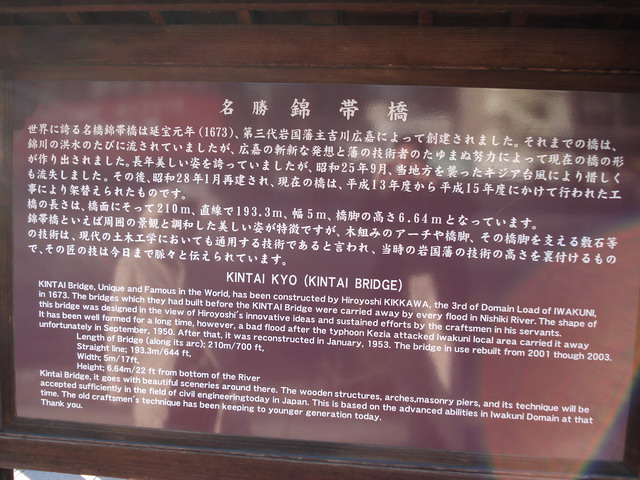 名勝 錦帯橋
世界に誇る名橋錦帯橋は延宝元年(1673)、第三代岩国藩主吉川広嘉によって創建されました。それまでの橋は、
錦川の洪水のたびに流されていましたが、広嘉の斬新な発想と藩の技術者のたゆまぬ努力によって現在の橋の形
が作り出されました。長年美しい姿を誇っていましたが、昭和25年9月、当地方を襲ったキジア台風により惜しく
も流失しました。その後、昭和28年1月再建され、現在の橋は、平成13年度から平成15年度にかけて行われた工
事により架替えられたものです。
橋の長さは、橋面にそって210m、直線で193.3m、幅5m、橋脚の高さ6.64mとなっています。
錦帯橋といえば周囲の景観と調和した美しい姿が特徴ですが、木組みのアーチや橋脚、その橋脚を支える敷石等
の技術は、現代の土木工学においても通用する技術であると言われ、当時の岩国藩の技術の高さを裏付けるもの
で、その匠の技は今日まで脈々と伝えられています。
KINTAI KYO (KINTAI BRIDGE)
KINTAI Bridge, Unique and Famous in the World, has been constructed by Hiroyoshi KIKKAWA, the 3rd of Domain Load of IWAKUNI,
in 1673. The bridges which they had built before the KINTAI Bridge were carried away by every flood in Nishiki River. The shape of
this bridge was designed in the view of Hiroyoshi's innovative ideas and sustained efforts by the craftsmen in his servants.
It has been well formed for a long time, however, a bad flood after the typhoon Kezia attacked Iwakuni local area carried it away
unfortunately in September, 1950. After that, it was reconstructed in January, 1953. The bridge in use rebuilt from 2001 though 2003.
Length of Bridge (along its arc); 210m/700 ft,
Straight line; 193.3m/644 ft,
Width; 5m/17ft,
Height; 6.64m/22 ft from bottom of the River
Kintai Bridge, it goes with beautiful sceneries around there. The wooden structures, arches,masonry piers, and its technique will be
accepted sufficiently in the field of civil engineeringtoday in Japan. This is based on the advanced abilities in Iwakuni Domain at that
time. The old craftsmen's technique has been keeping to younger generation today.
Thank you.